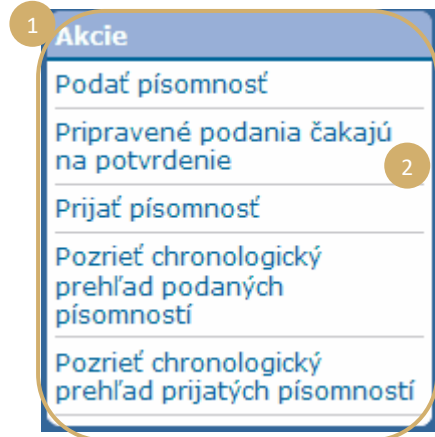 1
Akcie
Podať písomnosť
Pripravené podania čakajú
na potvrdenie
2
Prijať písomnosť
Pozrieť chronologický
prehľad podaných
písomností
Pozrieť chronologický
prehľad prijatých písomností